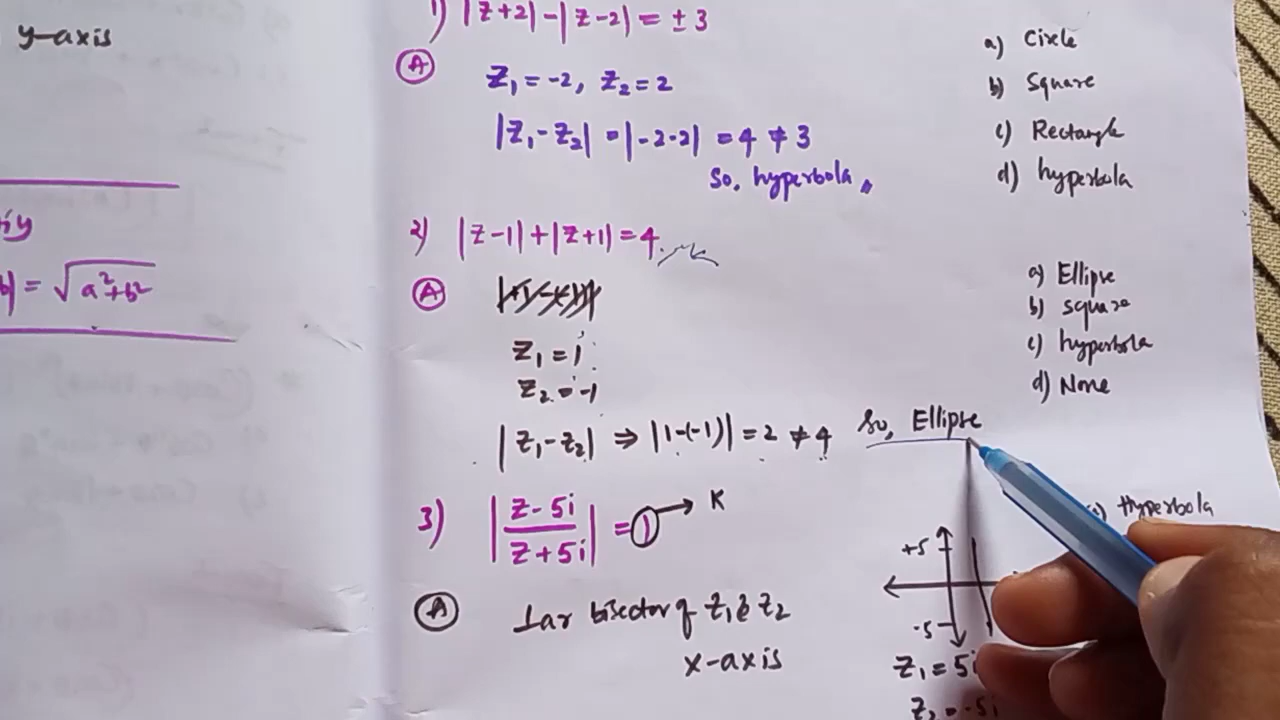 y-axis
iy
b| = √a²+b²
1) |z+2|-|z-2| = ± 3
a) Circle
b) Square
c) Rectangle
d) hyperbola
A
Z₁ = -2, Z₂ = 2
|Z₁-Z₂| = |-2-2| = 4 ≠ 3
So, hyperbola,
2) |z-1|+|z+1| = 4
a) Ellipse
b) square
c) hyperbola
d) None
A
Z₁ = 1
Z₂ = -1
|Z₁-Z₂| ⇒ |1-(-1)| = 2 ≠ 4 So, Ellipse
3) |z-5i/z+5i| = 1 → K
) Hyperbola
A
⊥ar bisector of Z₁ & Z₂
x-axis
+5
-5
Z₁ = 5i
Z₂ = -5i